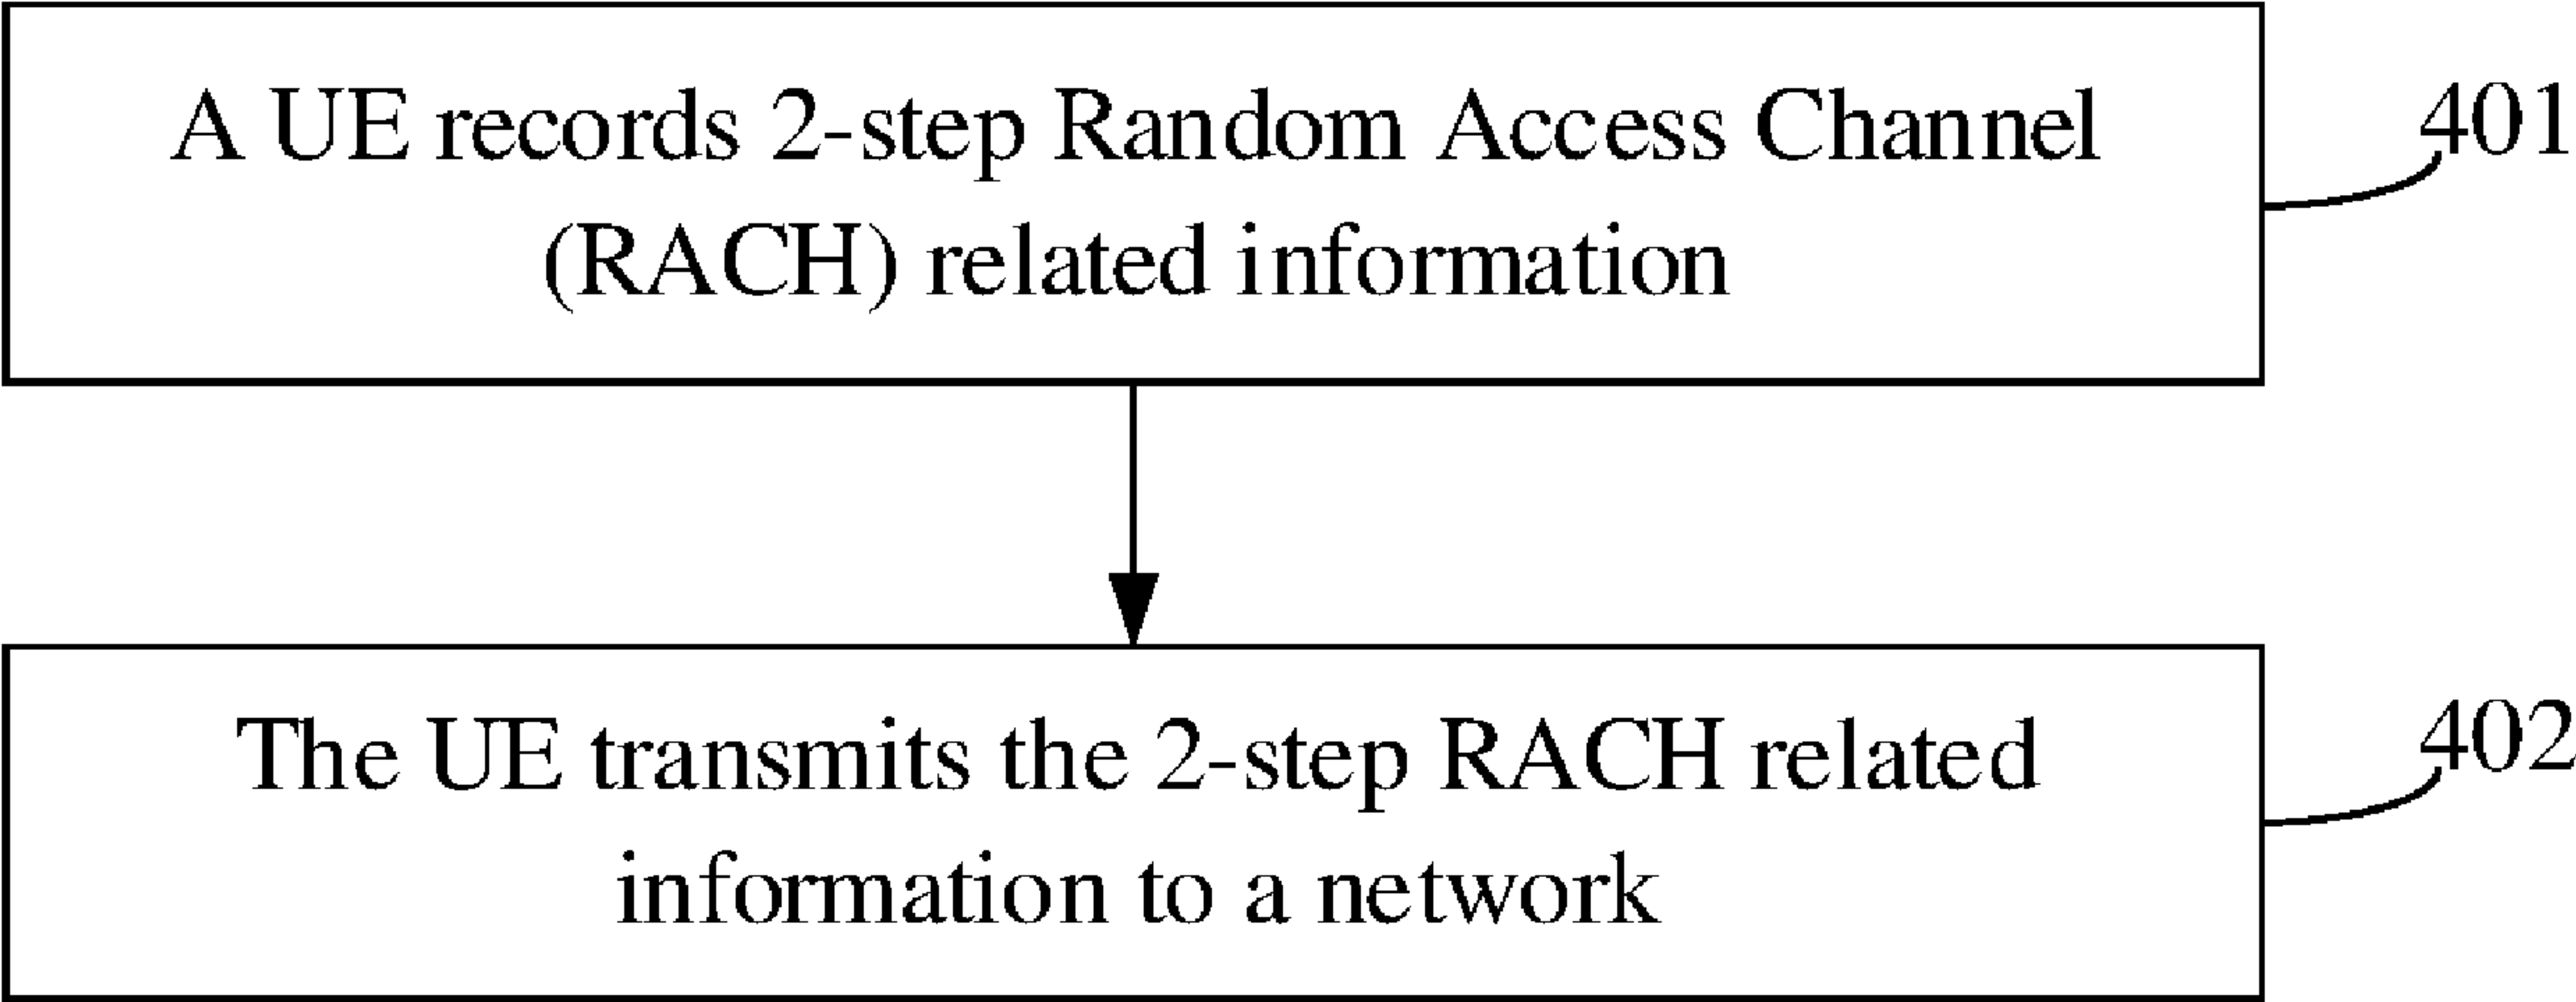 A UE records 2-step Random Access Channel
(RACH) related information
401
The UE transmits the 2-step RACH related
information to a network
402